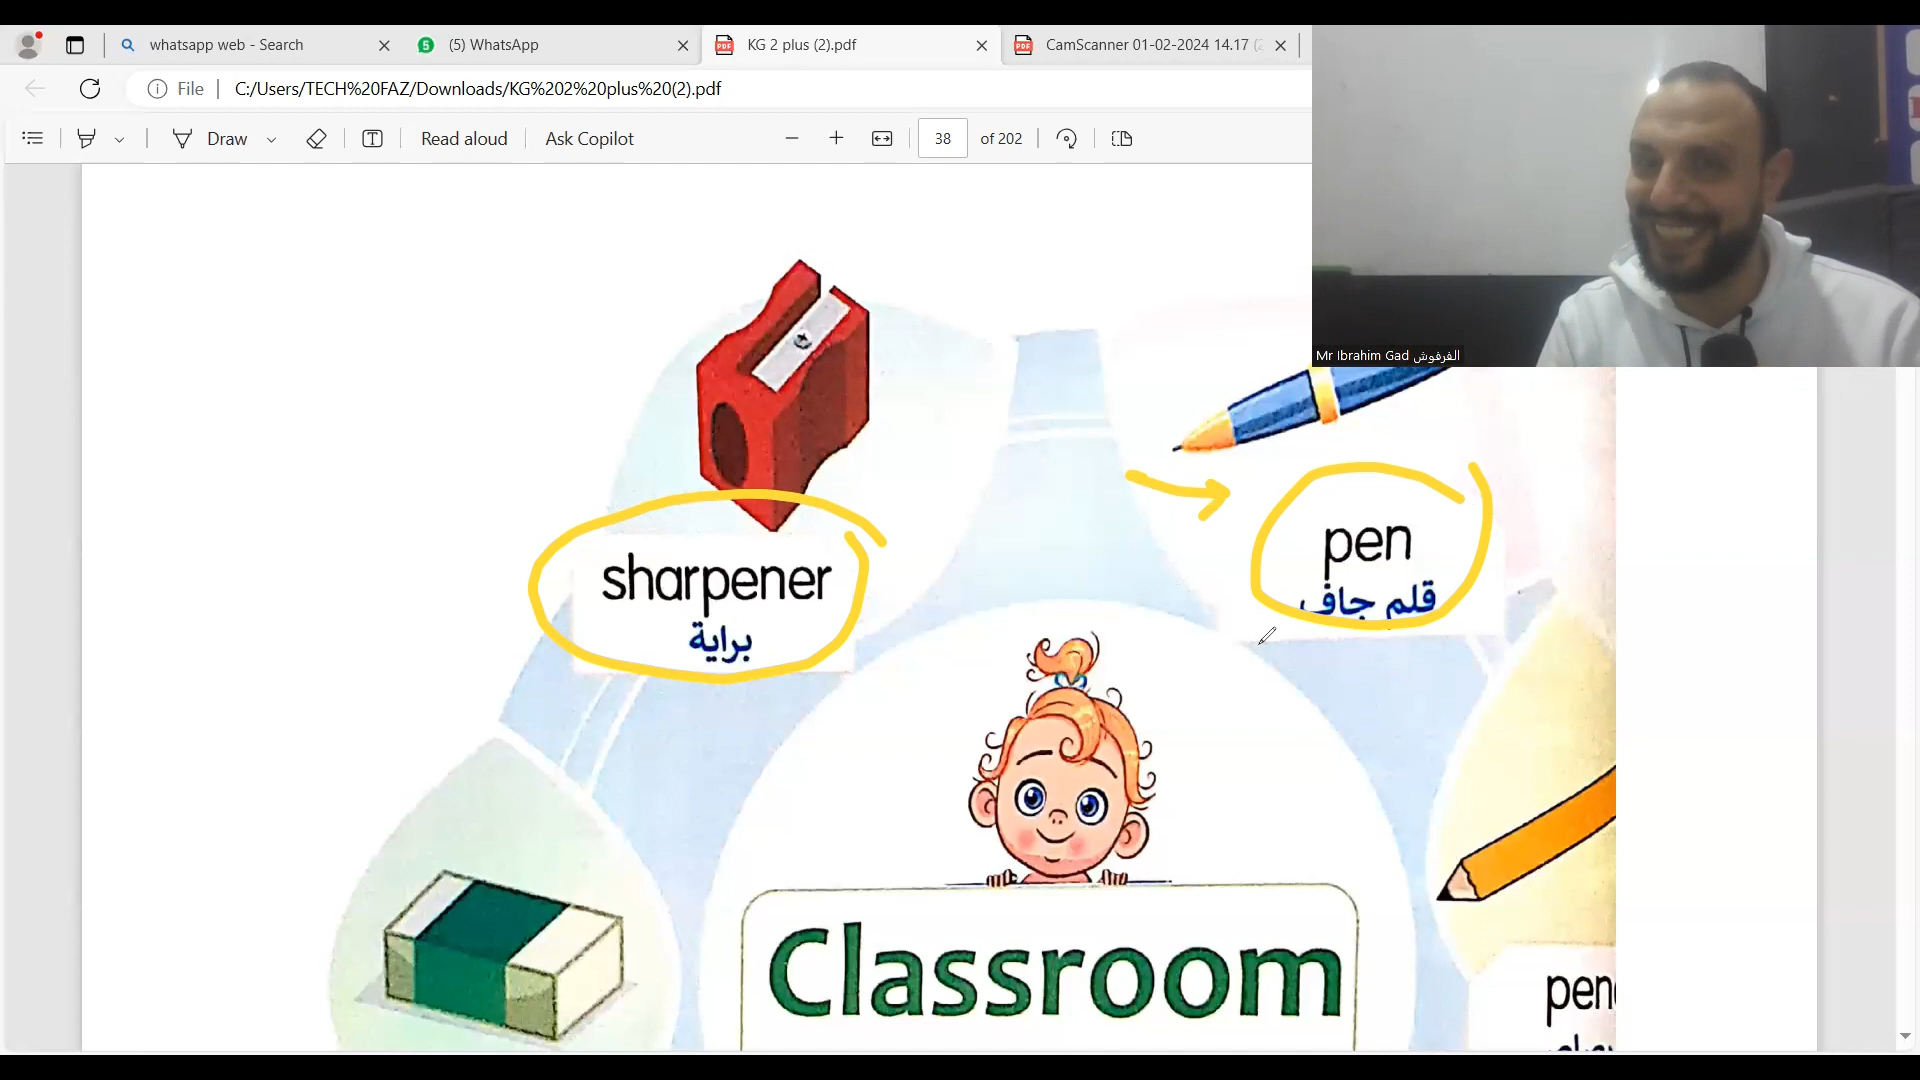 whatsapp web - Search
5 (5) WhatsApp
KG 2 plus (2).pdf
CamScanner 01-02-2024 14.17 (2
File
C:/Users/TECH%20FAZ/Downloads/KG%202%20plus%20(2).pdf
Draw
Read aloud
Ask Copilot
38 of 202
Mr Ibrahim Gad الفرفوش
sharpener
براية
pen
قلم جاف
Classroom